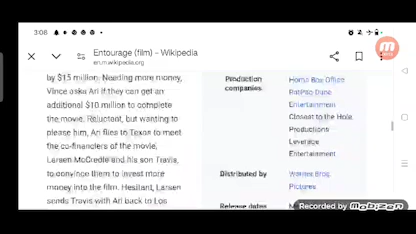 3:08
Entourage (film) - Wikipedia
en.m.wikipedia.org
by $15 million. Needing more money,
Vince asks Ari if they can get an
additional $10 million to complete
the movie. Reluctant, but wanting to
please him, Ari flies to Texas to meet
the co-financiers of the movie,
Larsen McCredle and his son Travis,
to convince them to invest more
money into the film. Hesitant, Larsen
sends Travis with Ari back to Los
Production
companies
Home Box Office
RatPac-Dune
Entertainment
Closest to the Hole
Productions
Leverage
Entertainment
Distributed by
Warner Bros.
Pictures
Release dates
Recorded by
MOBIZEN